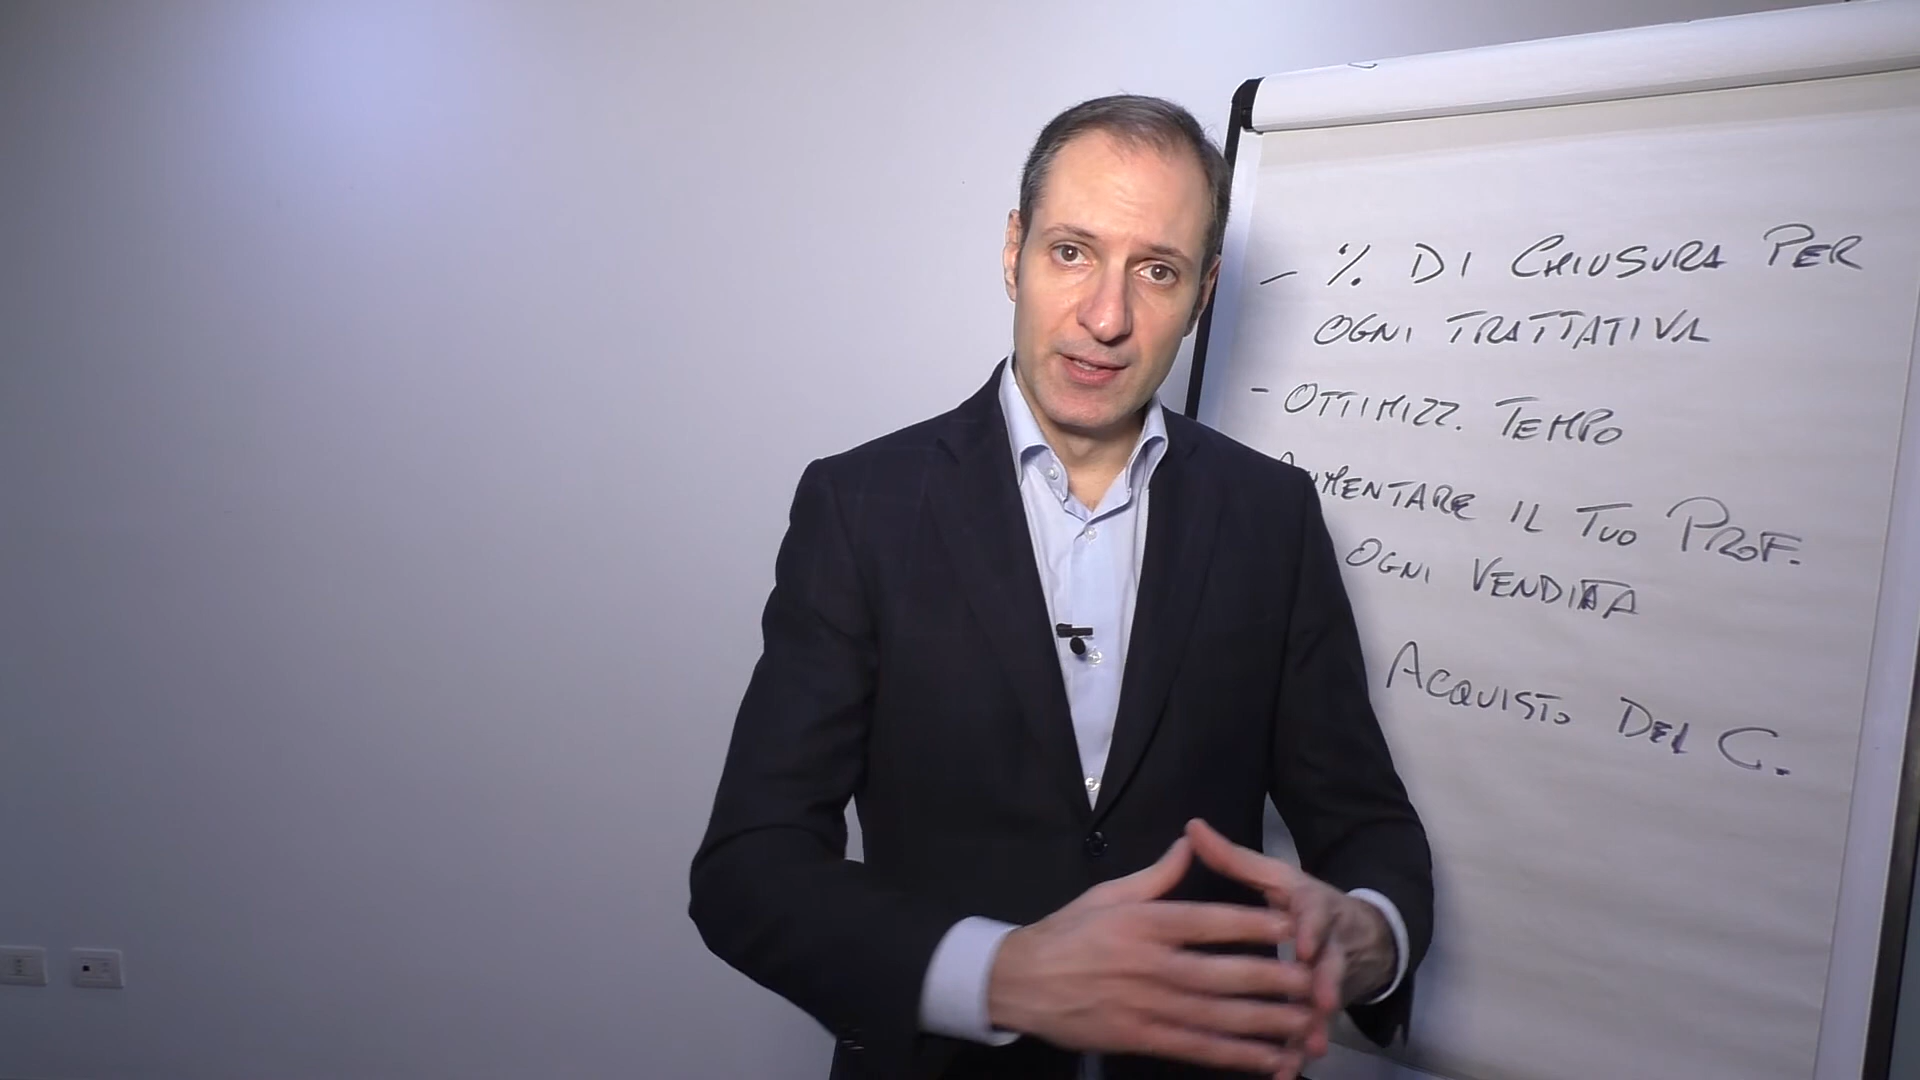 - % DI CHIUSURA PER
OGNI TRATTATIVA
- OTTIMIZZ. TEMPO
AUMENTARE IL TUO PROF.
OGNI VENDITA
ACQUISTO DEL C.